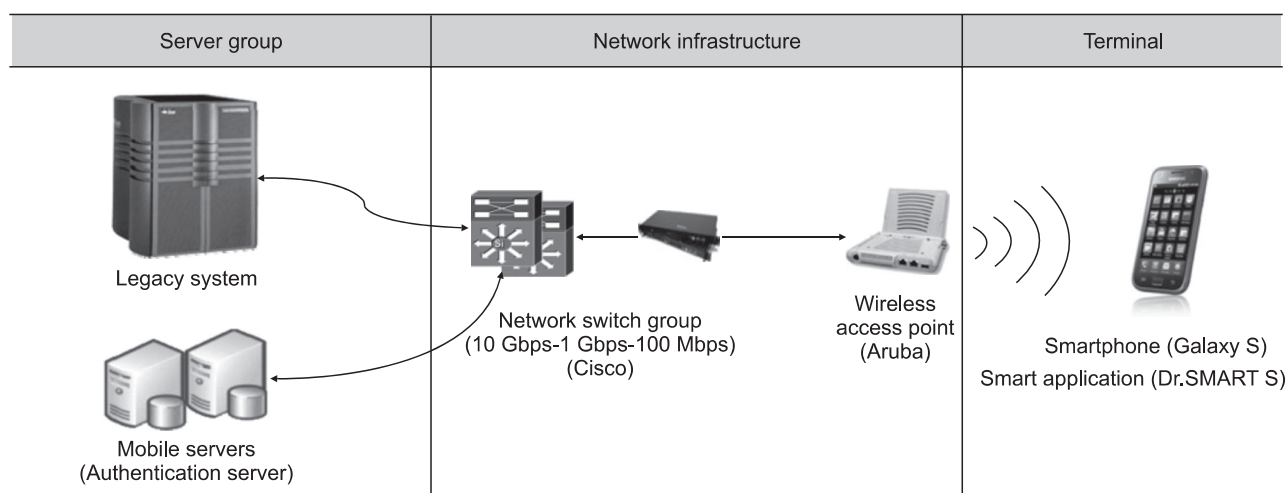 Server group
Network infrastructure
Terminal
Legacy system
Mobile servers
(Authentication server)
Si
Network switch group
(10 Gbps-1 Gbps-100 Mbps)
(Cisco)
Wireless
access point
(Aruba)
Smartphone (Galaxy S)
Smart application (Dr.SMART S)